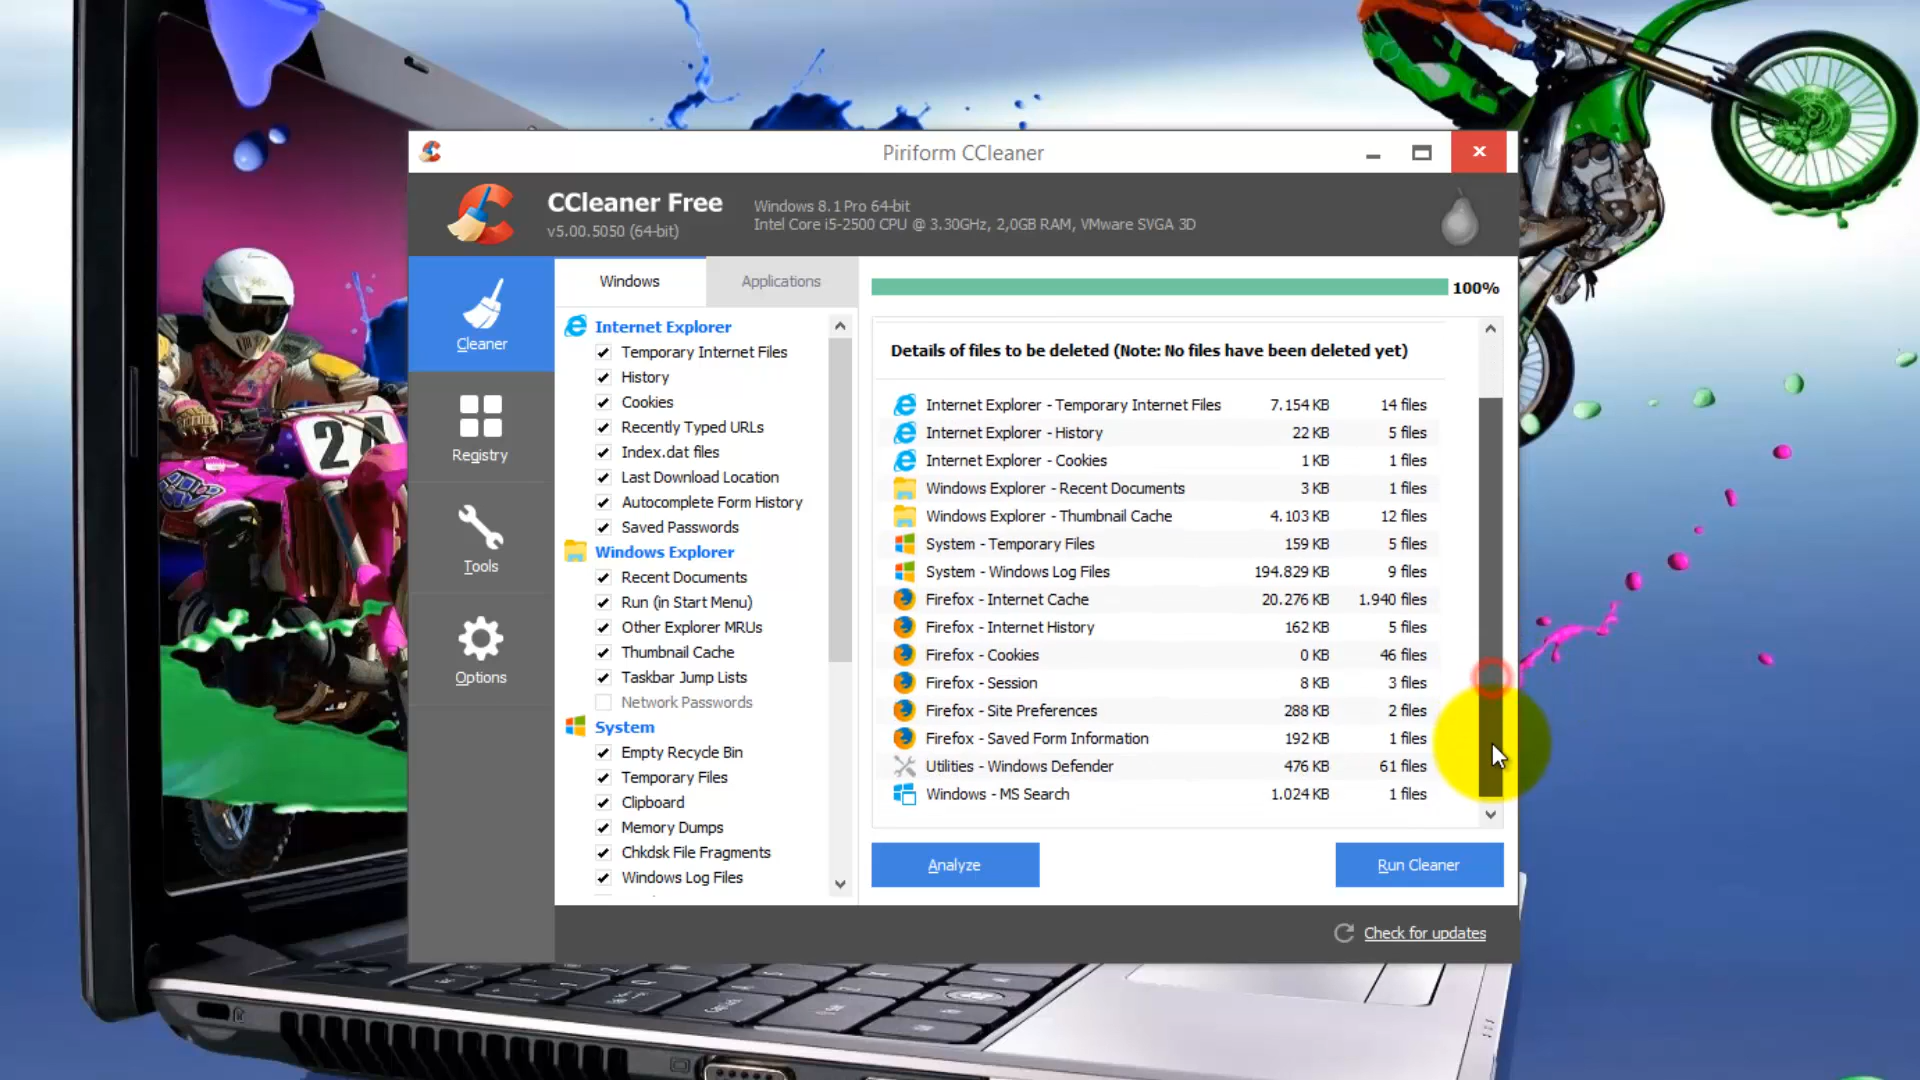 Piriform CCleaner
CCleaner Free
v5.00.5050 (64-bit)
Windows 8.1 Pro 64-bit
Intel Core i5-2500 CPU @ 3.30GHz, 2,0GB RAM, VMware SVGA 3D
Cleaner
Registry
Tools
Options
Windows
Applications
Internet Explorer
Temporary Internet Files
History
Cookies
Recently Typed URLs
Index.dat files
Last Download Location
Autocomplete Form History
Saved Passwords
Windows Explorer
Recent Documents
Run (in Start Menu)
Other Explorer MRUs
Thumbnail Cache
Taskbar Jump Lists
Network Passwords
System
Empty Recycle Bin
Temporary Files
Clipboard
Memory Dumps
Chkdsk File Fragments
Windows Log Files
100%
Details of files to be deleted (Note: No files have been deleted yet)
Internet Explorer - Temporary Internet Files 7.154 KB 14 files
Internet Explorer - History 22 KB 5 files
Internet Explorer - Cookies 1 KB 1 files
Windows Explorer - Recent Documents 3 KB 1 files
Windows Explorer - Thumbnail Cache 4.103 KB 12 files
System - Temporary Files 159 KB 5 files
System - Windows Log Files 194.829 KB 9 files
Firefox - Internet Cache 20.276 KB 1.940 files
Firefox - Internet History 162 KB 5 files
Firefox - Cookies 0 KB 46 files
Firefox - Session 8 KB 3 files
Firefox - Site Preferences 288 KB 2 files
Firefox - Saved Form Information 192 KB 1 files
Utilities - Windows Defender 476 KB 61 files
Windows - MS Search 1.024 KB 1 files
Analyze
Run Cleaner
Check for updates
24